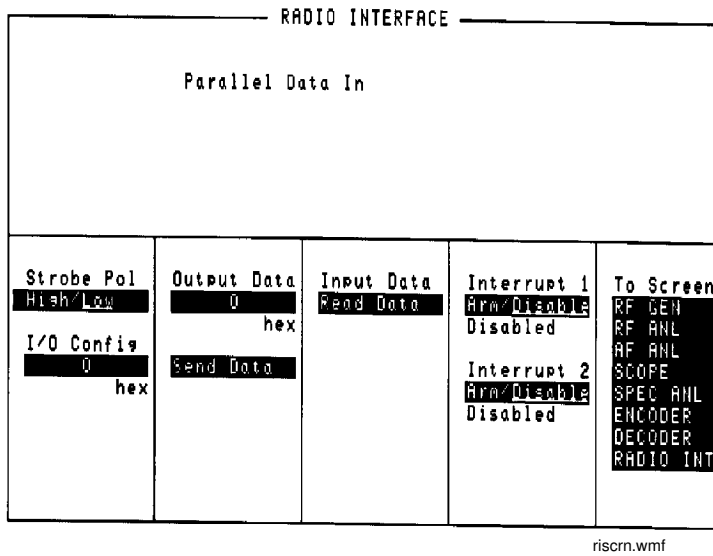 RADIO INTERFACE
Parallel Data In
Strobe Pol
High/Low
I/O Config
0
hex
Output Data
0
hex
Send Data
Input Data
Read Data
Interrupt 1
Arm/Disable
Disabled
Interrupt 2
Arm/Disable
Disabled
To Screen
RF GEN
RF ANL
AF ANL
SCOPE
SPEC ANL
ENCODER
DECODER
RADIO INT
riscrn.wmf